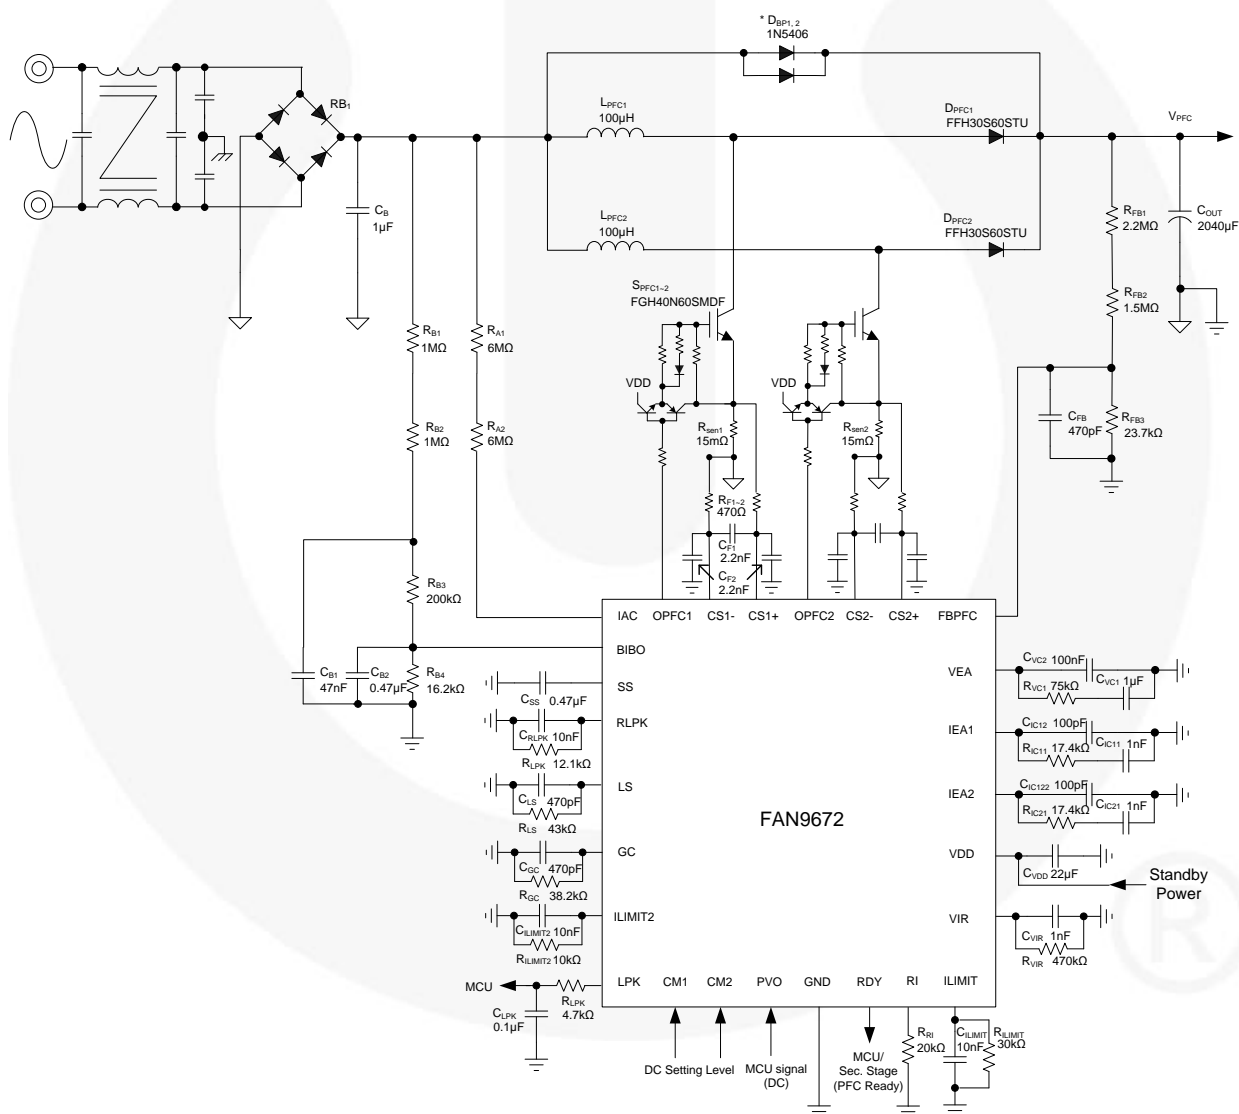 * DBP1, 2
1N5406
RB1
LPFC1
100µH
DPFC1
FFH30S60STU
VPFC
CB
1µF
LPFC2
100µH
DPFC2
FFH30S60STU
RFB1
2.2MΩ
COUT
2040µF
SPFC1~2
FGH40N60SMDF
RFB2
1.5MΩ
RB1
1MΩ
RA1
6MΩ
VDD
VDD
RB2
1MΩ
RA2
6MΩ
Rsen1
15mΩ
Rsen2
15mΩ
CFB
470pF
RFB3
23.7kΩ
RF1~2
470Ω
CF1
2.2nF
CF2
2.2nF
RB3
200kΩ
IAC
OPFC1
CS1-
CS1+
OPFC2
CS2-
CS2+
FBPFC
BIBO
CB1
47nF
CB2
0.47µF
RB4
16.2kΩ
SS
CSS 0.47µF
RLPK
CRLPK 10nF
RLPK 12.1kΩ
LS
CLS 470pF
RLS 43kΩ
GC
CGC 470pF
RGC 38.2kΩ
ILIMIT2
CILIMIT2 10nF
RILIMIT2 10kΩ
VEA
CVC2 100nF
RVC1 75kΩ
CVC1 1µF
IEA1
CIC12 100pF
RIC11 17.4kΩ
CIC11 1nF
IEA2
CIC122 100pF
RIC21 17.4kΩ
CIC21 1nF
FAN9672
VDD
CVDD 22µF
Standby
Power
VIR
CVIR 1nF
RVIR 470kΩ
MCU
LPK
CM1
CM2
PVO
GND
RDY
RI
ILIMIT
CLPK
0.1µF
RLPK
4.7kΩ
DC Setting Level
MCU signal
(DC)
MCU/
Sec. Stage
(PFC Ready)
RRI
20kΩ
CILIMIT
10nF
RILIMIT
30kΩ
®